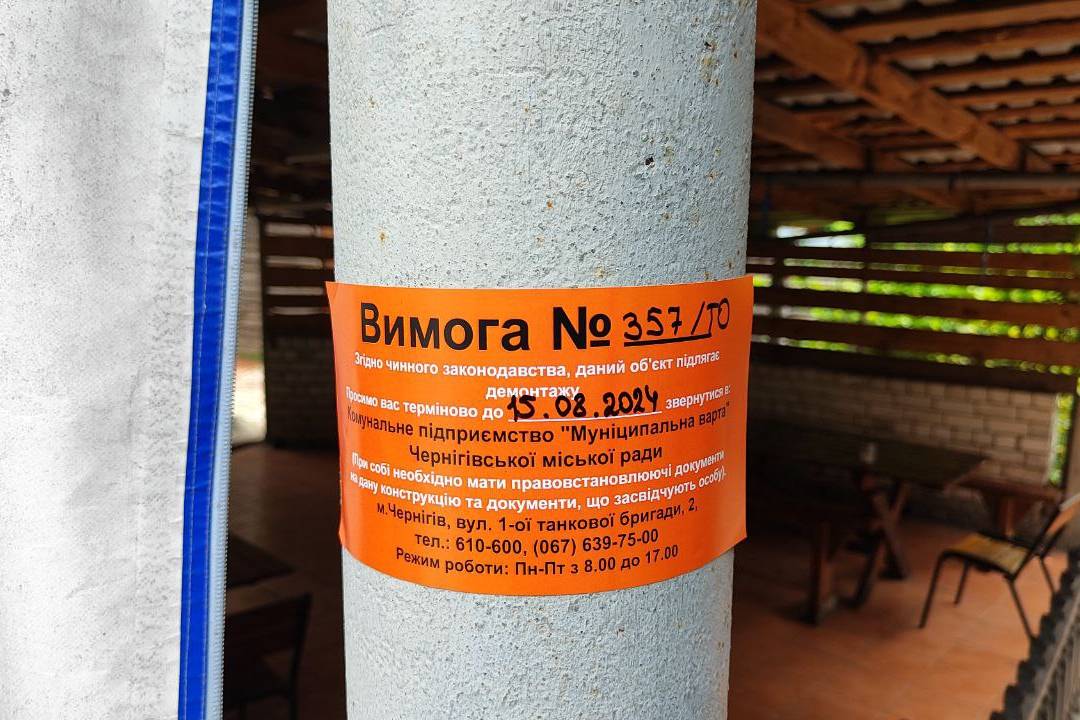 Вимога № 357/ТО
Згідно чинного законодавства, даний об'єкт підлягає
демонтажу.
Просимо вас терміново до 15.08.2024 звернутися в:
Комунальне підприємство "Муніципальна варта"
Чернігівської міської ради
(При собі необхідно мати правовстановлюючі документи
на дану конструкцію та документи, що засвідчують особу).
м.Чернігів, вул. 1-ої танкової бригади, 2,
тел.: 610-600, (067) 639-75-00
Режим роботи: Пн-Пт з 8.00 до 17.00